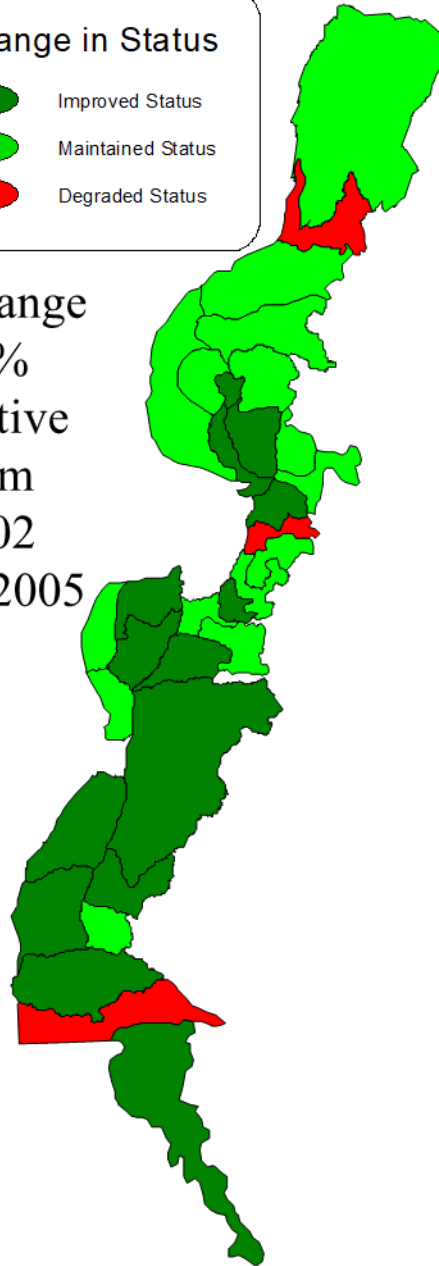 ange in Status
Improved Status
Maintained Status
Degraded Status
ange
%
tive
m
02
2005